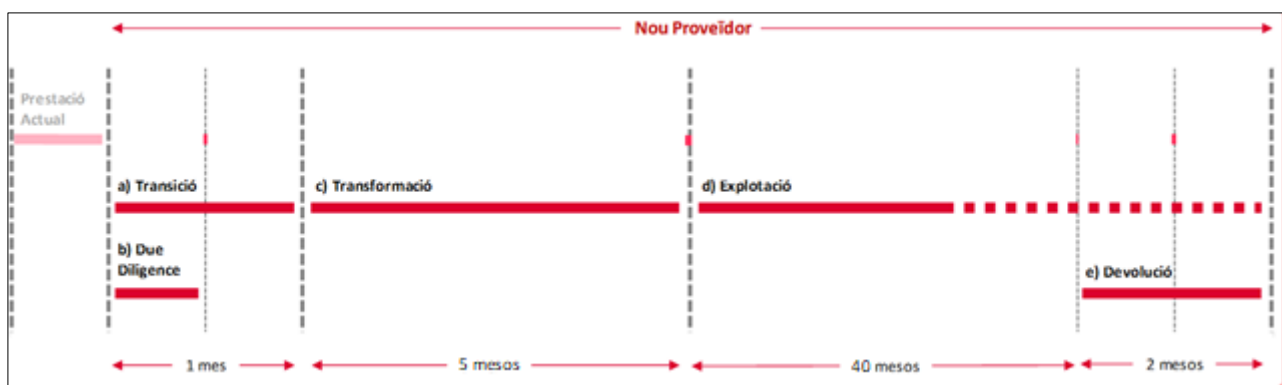 Nou Proveïdor
Prestació
Actual
a) Transició
c) Transformació
d) Explotació
b) Due
Diligence
e) Devolució
1 mes
5 mesos
40 mesos
2 mesos